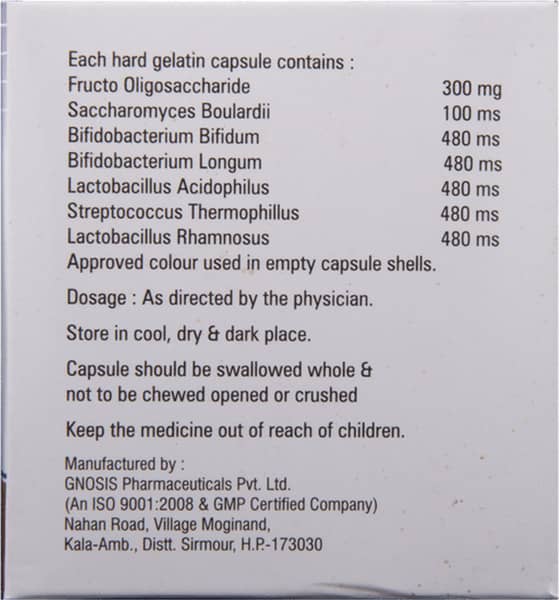 Each hard gelatin capsule contains :
Fructo Oligosaccharide 300 mg
Saccharomyces Boulardii 100 ms
Bifidobacterium Bifidum 480 ms
Bifidobacterium Longum 480 ms
Lactobacillus Acidophilus 480 ms
Streptococcus Thermophillus 480 ms
Lactobacillus Rhamnosus 480 ms
Approved colour used in empty capsule shells.
Dosage : As directed by the physician.
Store in cool, dry & dark place.
Capsule should be swallowed whole &
not to be chewed opened or crushed
Keep the medicine out of reach of children.
Manufactured by :
GNOSIS Pharmaceuticals Pvt. Ltd.
(An ISO 9001:2008 & GMP Certified Company)
Nahan Road, Village Moginand,
Kala-Amb., Distt. Sirmour, H.P.-173030